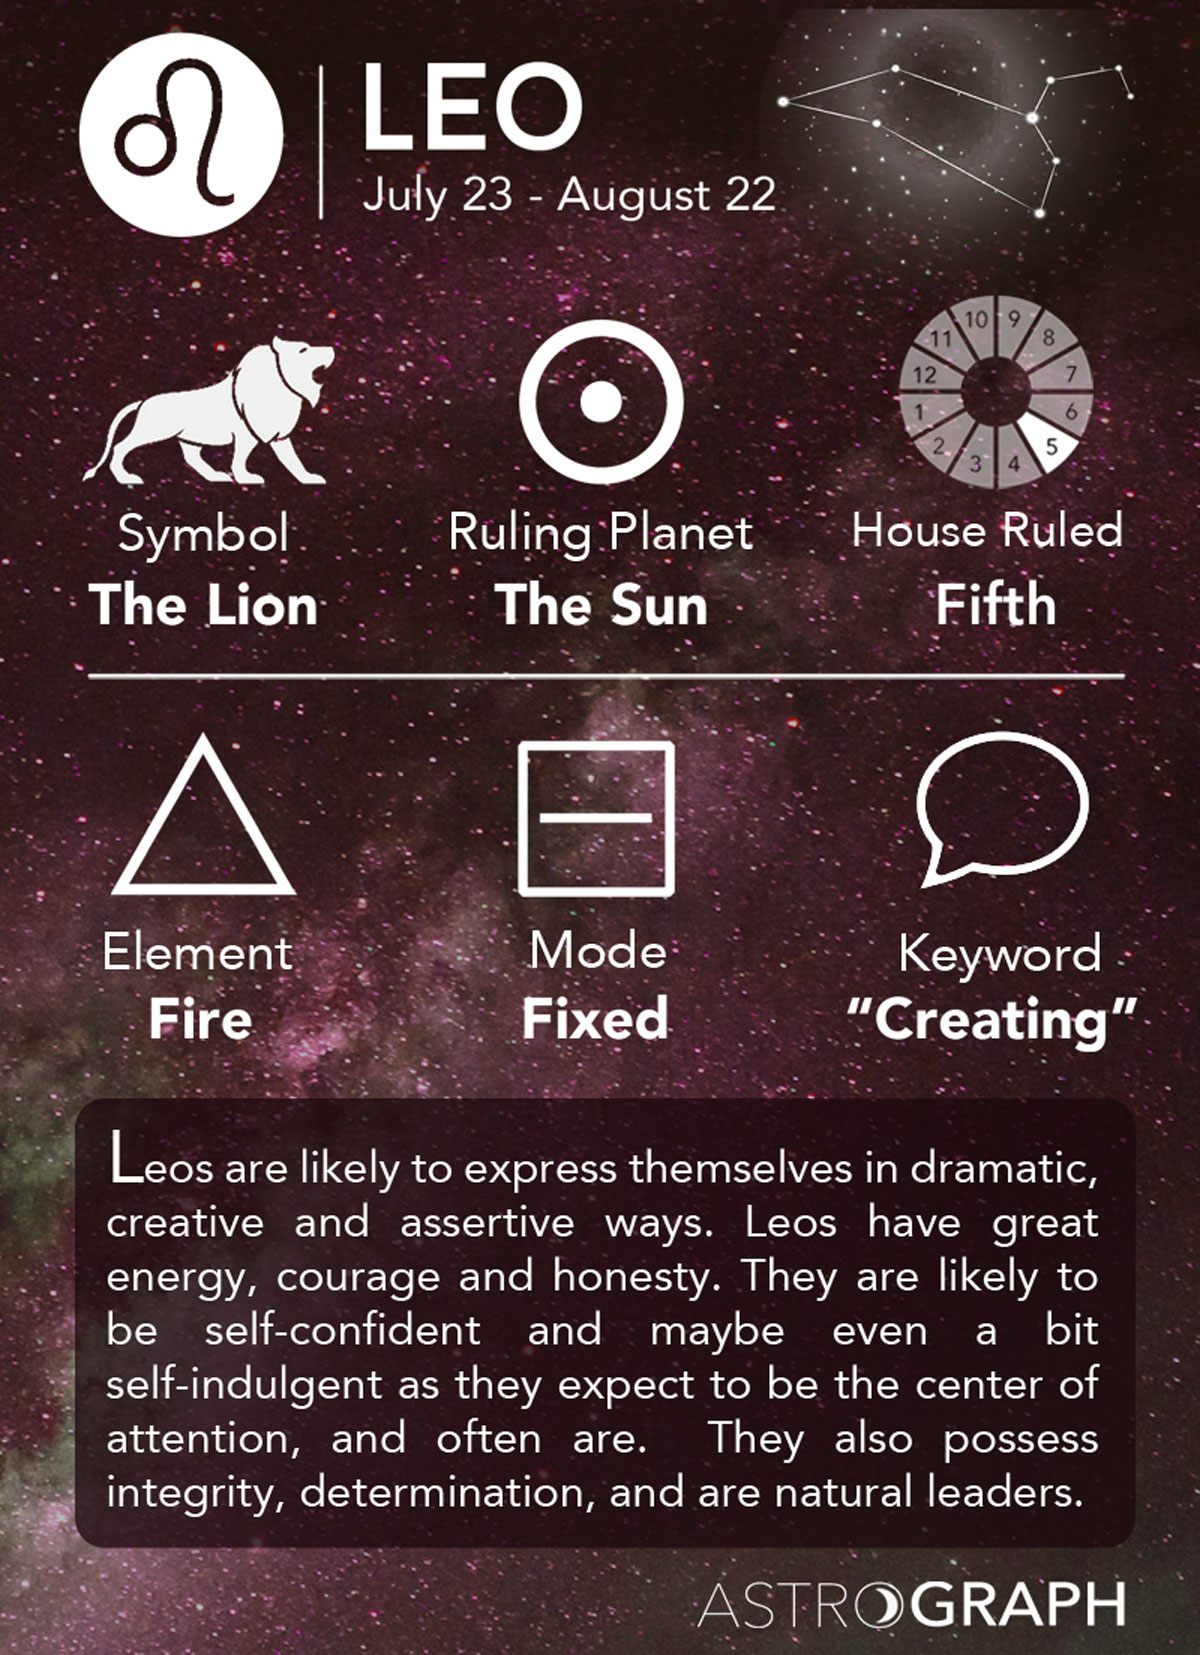 LEO
July 23 - August 22
10 9
11 8
12 7
1 6
2 5
3 4
Symbol
The Lion
Ruling Planet
The Sun
House Ruled
Fifth
Element
Fire
Mode
Fixed
Keyword
“Creating”
Leos are likely to express themselves in dramatic,
creative and assertive ways. Leos have great
energy, courage and honesty. They are likely to
be self-confident and maybe even a bit
self-indulgent as they expect to be the center of
attention, and often are. They also possess
integrity, determination, and are natural leaders.
ASTROGRAPH